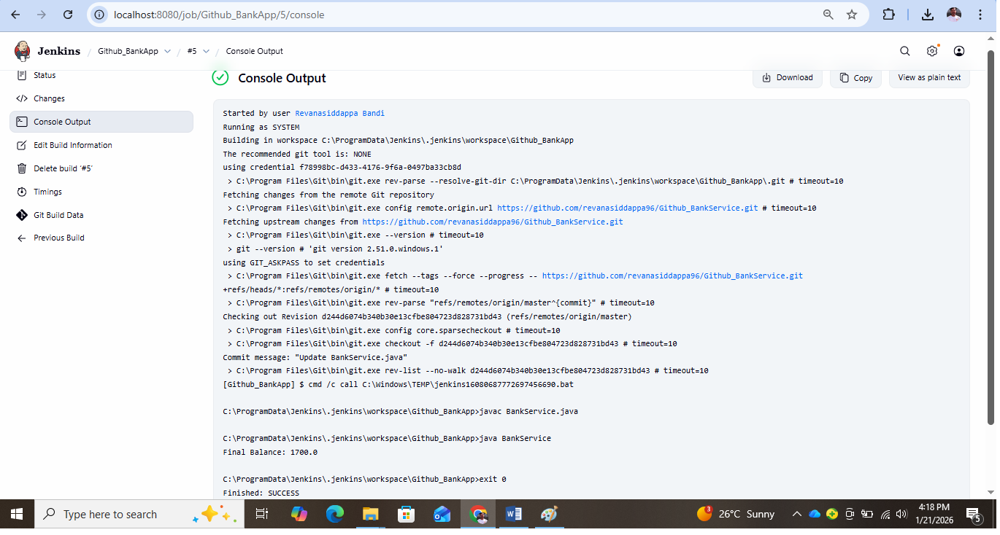 localhost:8080/job/Github_BankApp/5/console
Jenkins / Github_BankApp / #5 / Console Output
Status
Changes
Console Output
Edit Build Information
Delete build ‘#5’
Timings
Git Build Data
Previous Build
Console Output
Download
Copy
View as plain text
Started by user Revanasiddappa Bandi
Running as SYSTEM
Building in workspace C:\ProgramData\Jenkins\.jenkins\workspace\Github_BankApp
The recommended git tool is: NONE
using credential f78998bc-d433-4176-9f6a-0497ba33cb8d
> C:\Program Files\Git\bin\git.exe rev-parse --resolve-git-dir C:\ProgramData\Jenkins\.jenkins\workspace\Github_BankApp\.git # timeout=10
Fetching changes from the remote Git repository
> C:\Program Files\Git\bin\git.exe config remote.origin.url https://github.com/revanasiddappa96/Github_BankService.git # timeout=10
Fetching upstream changes from https://github.com/revanasiddappa96/Github_BankService.git
> C:\Program Files\Git\bin\git.exe --version # timeout=10
> git --version # 'git version 2.51.0.windows.1'
using GIT_ASKPASS to set credentials
> C:\Program Files\Git\bin\git.exe fetch --tags --force --progress -- https://github.com/revanasiddappa96/Github_BankService.git
+refs/heads/*:refs/remotes/origin/* # timeout=10
> C:\Program Files\Git\bin\git.exe rev-parse "refs/remotes/origin/master^{commit}" # timeout=10
Checking out Revision d244d6074b340b30e13cfbe804723d828731bd43 (refs/remotes/origin/master)
> C:\Program Files\Git\bin\git.exe config core.sparsecheckout # timeout=10
> C:\Program Files\Git\bin\git.exe checkout -f d244d6074b340b30e13cfbe804723d828731bd43 # timeout=10
Commit message: "Update BankService.java"
> C:\Program Files\Git\bin\git.exe rev-list --no-walk d244d6074b340b30e13cfbe804723d828731bd43 # timeout=10
[Github_BankApp] $ cmd /c call C:\Windows\TEMP\jenkins16080687772697456690.bat
C:\ProgramData\Jenkins\.jenkins\workspace\Github_BankApp>javac BankService.java
C:\ProgramData\Jenkins\.jenkins\workspace\Github_BankApp>java BankService
Final Balance: 1700.0
C:\ProgramData\Jenkins\.jenkins\workspace\Github_BankApp>exit 0
Finished: SUCCESS
Type here to search
3
26°C Sunny
4:18 PM
1/21/2026
5